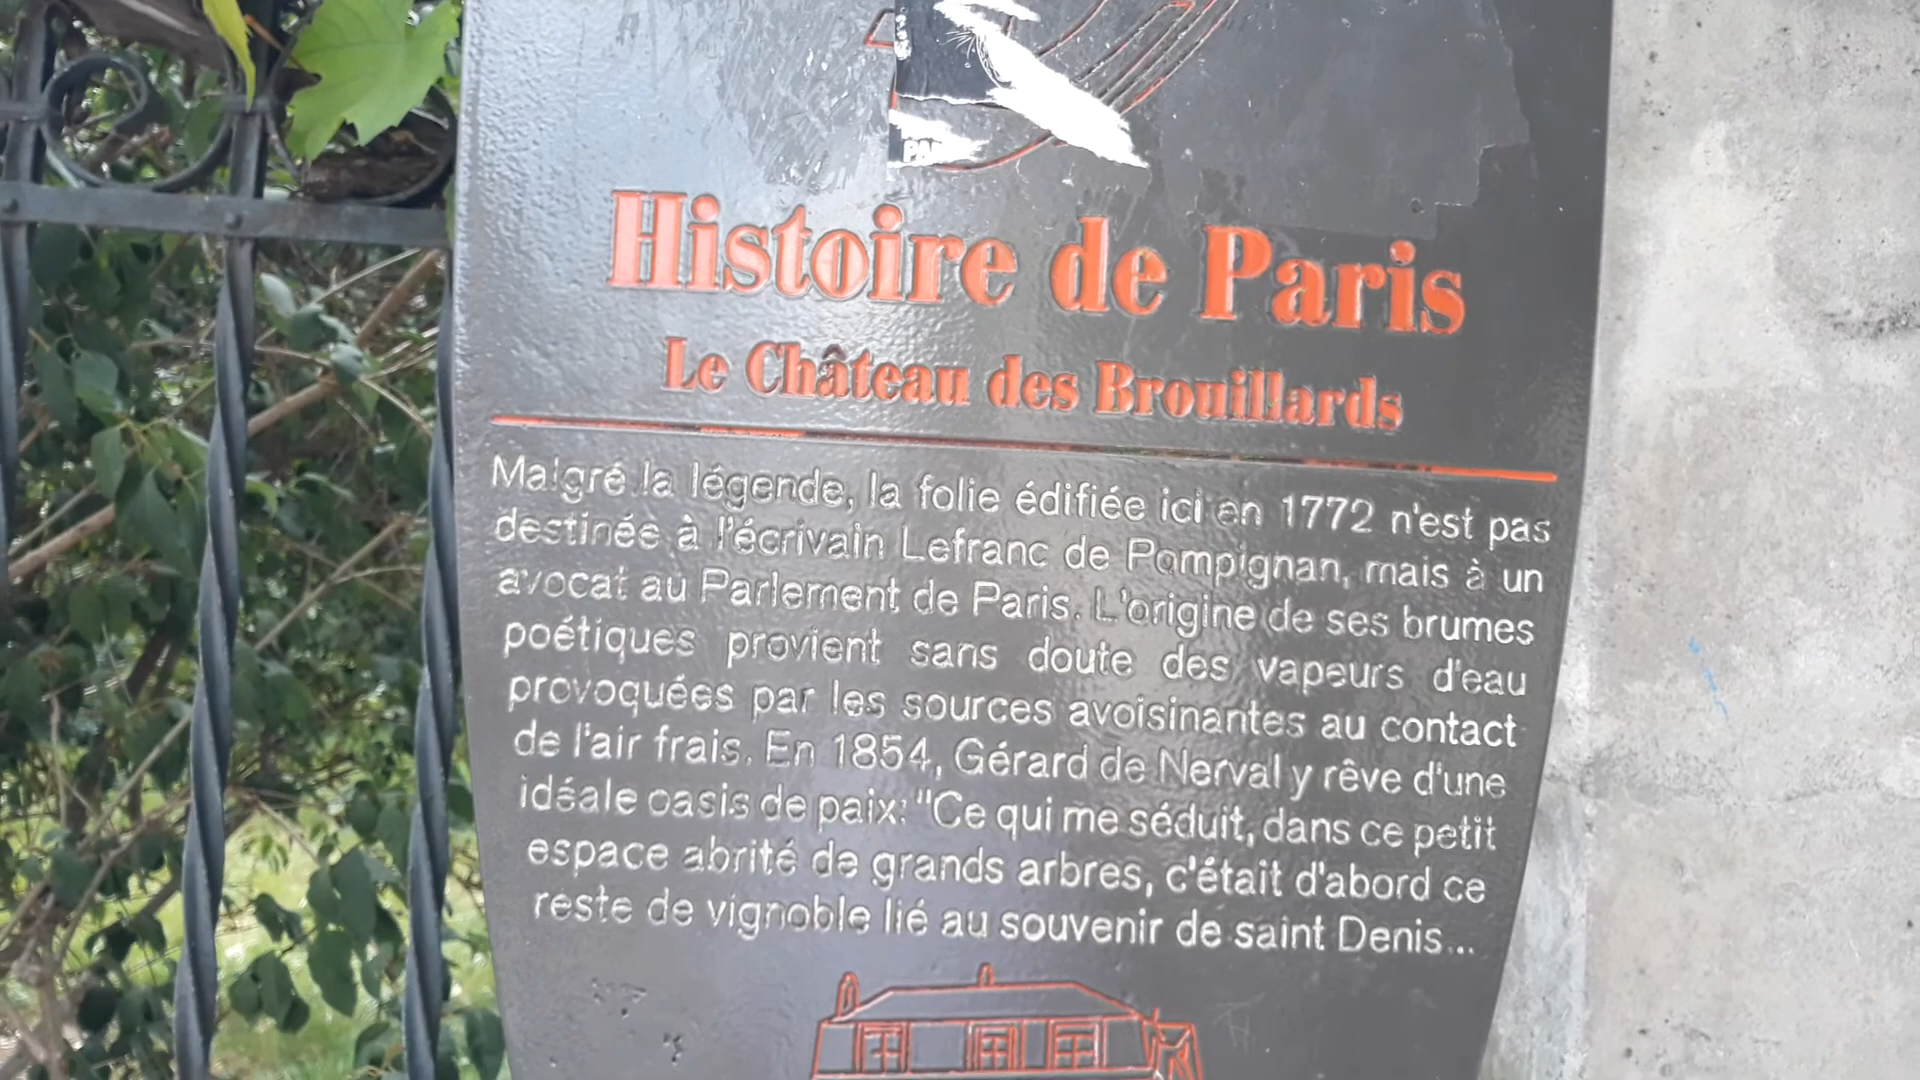 PAR
Histoire de Paris
Le Château des Brouillards
Malgré la légende, la folie édifiée ici en 1772 n'est pas
destinée à l'écrivain Lefranc de Pompignan, mais à un
avocat au Parlement de Paris. L'origine de ses brumes
poétiques provient sans doute des vapeurs d'eau
provoquées par les sources avoisinantes au contact
de l'air frais. En 1854, Gérard de Nerval y rêve d'une
idéale oasis de paix: "Ce qui me séduit, dans ce petit
espace abrité de grands arbres, c'était d'abord ce
reste de vignoble lié au souvenir de saint Denis...